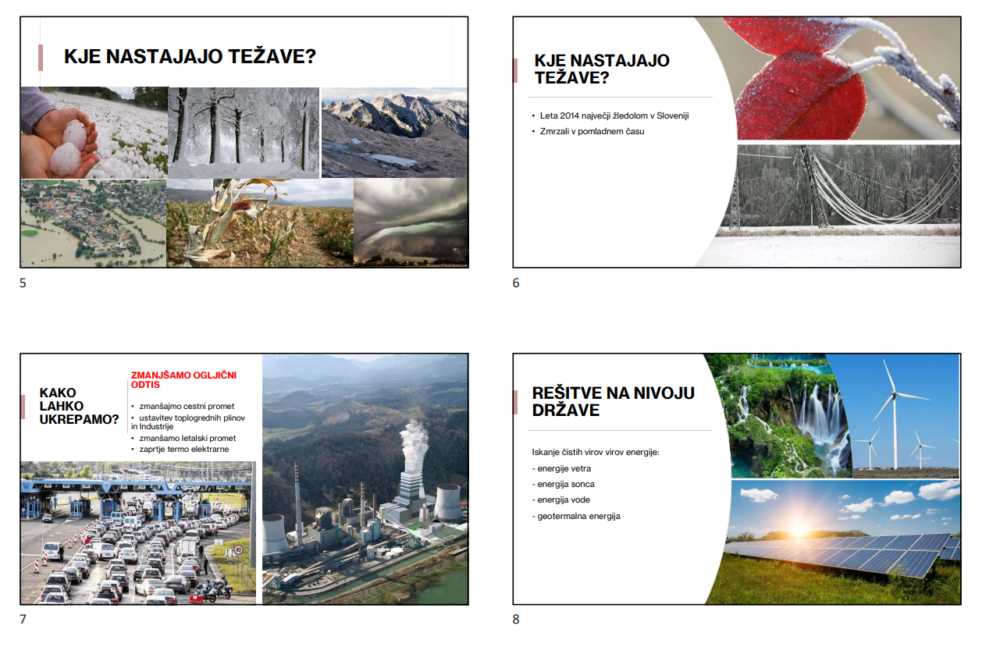 KJE NASTAJAJO TEŽAVE?
5
KJE NASTAJAJO
TEŽAVE?
• Leta 2014 največji žledolom v Sloveniji
• Zmrzali v pomladnem času
6
KAKO
LAHKO
UKREPAMO?
ZMANJŠAMO OGLJIČNI
ODTIS
• zmanšajmo cestni promet
• ustavitev toplogrednih plinov
in Industrije
• zmanšamo letalski promet
• zaprtje termo elektrarne
40
7
REŠITVE NA NIVOJU
DRŽAVE
Iskanje čistih virov virov energije:
- energije vetra
- energija sonca
- energija vode
- geotermalna energija
8